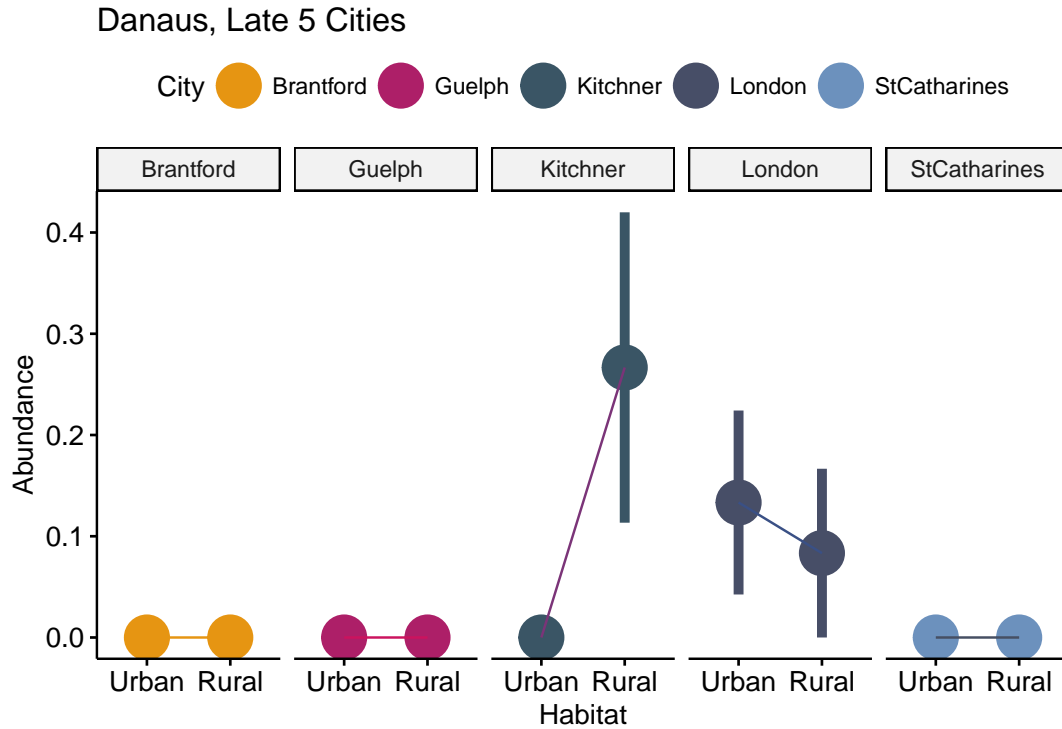 Danaus, Late 5 Cities
City Brantford Guelph Kitchner London StCatharines
Brantford Guelph Kitchner London StCatharines
0.4
0.3
0.2
0.1
0.0
Abundance
Urban Rural Urban Rural Urban Rural Urban Rural Urban Rural
Habitat